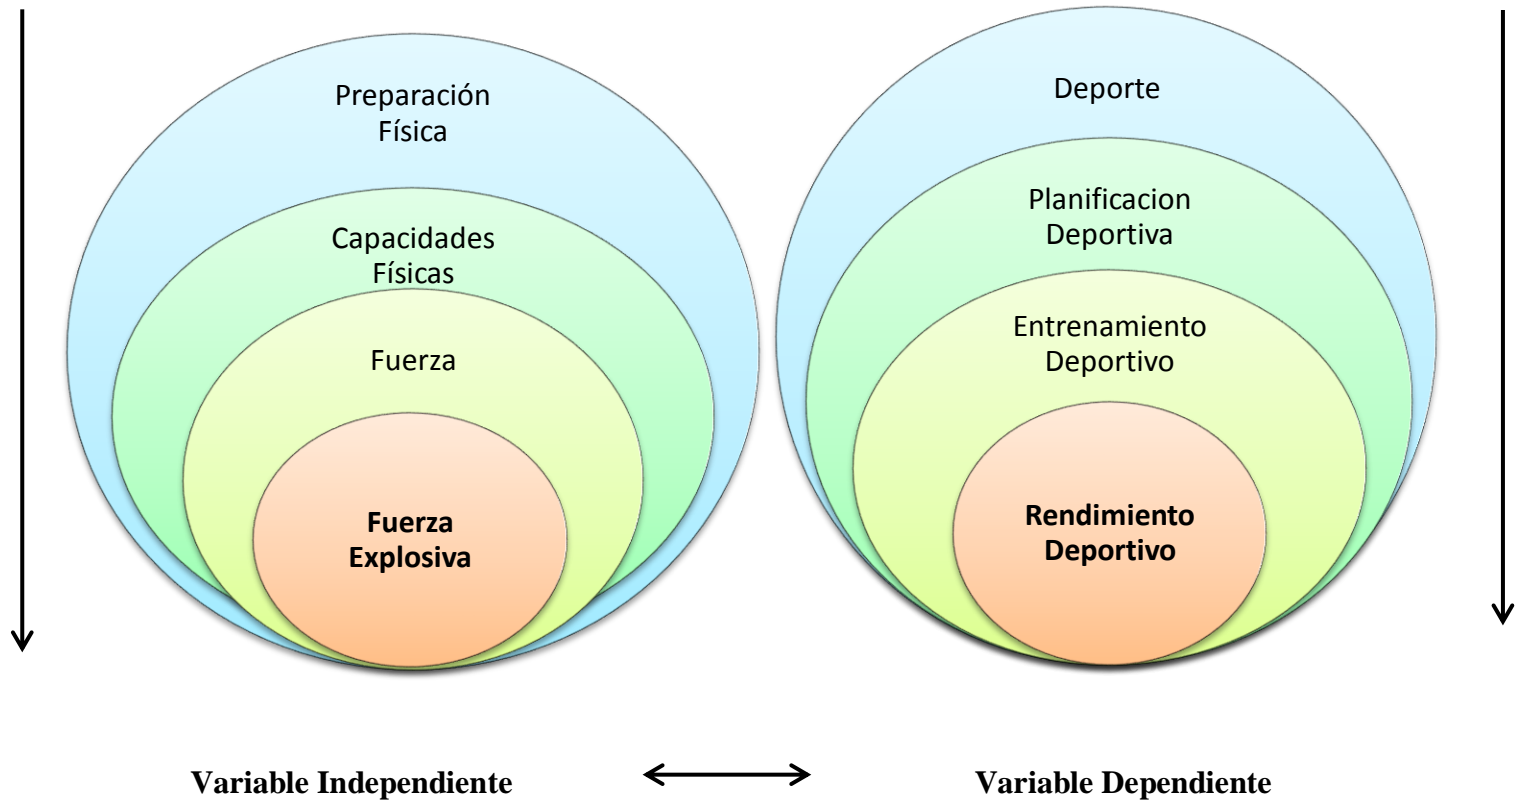 Preparación
Física
Capacidades
Físicas
Fuerza
Fuerza
Explosiva
Deporte
Planificacion
Deportiva
Entrenamiento
Deportivo
Rendimiento
Deportivo
Variable Independiente
Variable Dependiente